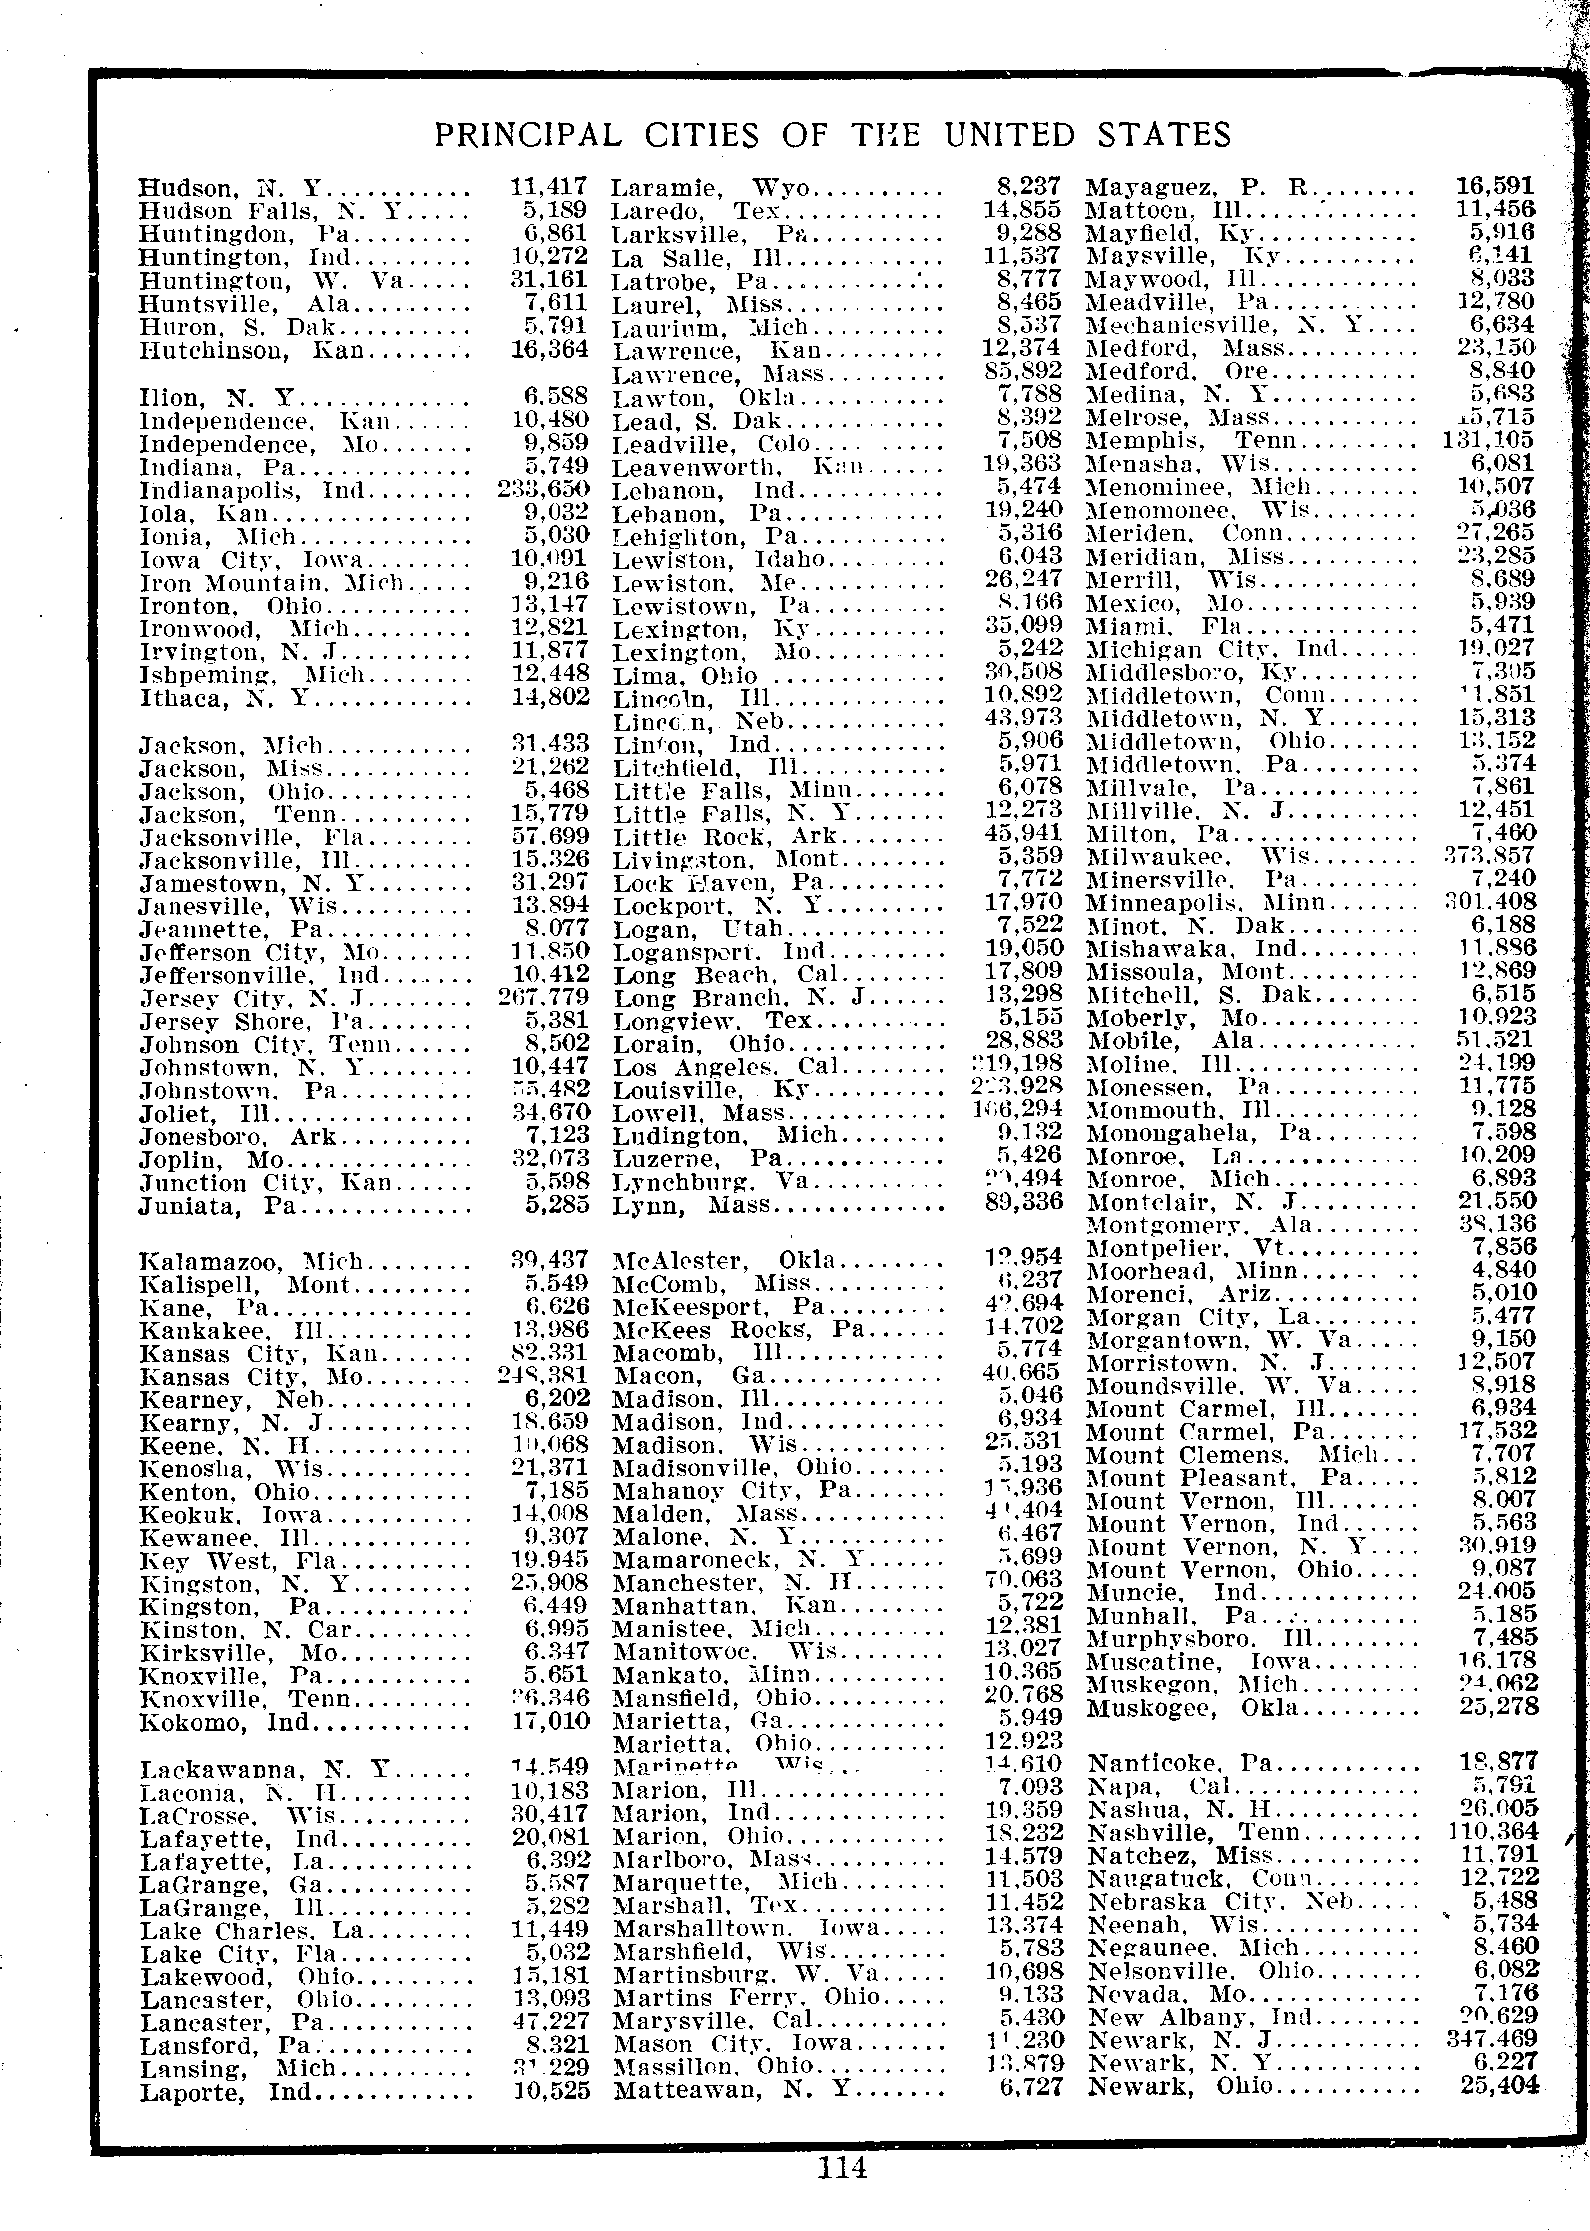 PRINCIPAL CITIES OF THE UNITED STATES
Hudson, N. Y........... 11,417
Hudson Falls, N. Y..... 5,189
Huntingdon, Pa......... 6,861
Huntington, Ind......... 10,272
Huntington, W. Va..... 31,161
Huntsville, Ala......... 7,611
Huron, S. Dak.......... 5,791
Hutchinson, Kan........ 16,364
Ilion, N. Y............. 6,588
Independence, Kan...... 10,480
Independence, Mo....... 9,859
Indiana, Pa............. 5,749
Indianapolis, Ind........ 233,650
Iola, Kan............... 9,032
Ionia, Mich............. 5,030
Iowa City, Iowa........ 10,091
Iron Mountain, Mich..... 9,216
Ironton, Ohio........... 13,147
Ironwood, Mich......... 12,821
Irvington, N. J.......... 11,877
Ishpeming, Mich........ 12,448
Ithaca, N. Y............ 14,802
Jackson, Mich........... 31,433
Jackson, Miss........... 21,262
Jackson, Ohio........... 5,468
Jackson, Tenn.......... 15,779
Jacksonville, Fla........ 57,699
Jacksonville, Ill......... 15,326
Jamestown, N. Y........ 31,297
Janesville, Wis.......... 13,894
Jeannette, Pa........... 8,077
Jefferson City, Mo....... 11,850
Jeffersonville, Ind....... 10,412
Jersey City, N. J........ 267,779
Jersey Shore, Pa........ 5,381
Johnson City, Tenn...... 8,502
Johnstown, N. Y........ 10,447
Johnstown, Pa.......... 55,482
Joliet, Ill............... 34,670
Jonesboro, Ark.......... 7,123
Joplin, Mo.............. 32,073
Junction City, Kan...... 5,598
Juniata, Pa............. 5,285
Kalamazoo, Mich........ 39,437
Kalispell, Mont......... 5,549
Kane, Pa............... 6,626
Kankakee, Ill........... 13,986
Kansas City, Kan....... 82,331
Kansas City, Mo........ 248,381
Kearney, Neb........... 6,202
Kearny, N. J........... 18,659
Keene, N. H............ 10,068
Kenosha, Wis........... 21,371
Kenton, Ohio............ 7,185
Keokuk, Iowa........... 14,008
Kewanee, Ill............ 9,307
Key West, Fla.......... 19,945
Kingston, N. Y......... 25,908
Kingston, Pa........... 6,449
Kinston, N. Car......... 6,995
Kirksville, Mo.......... 6,347
Knoxville, Pa........... 5,651
Knoxville, Tenn......... 36,346
Kokomo, Ind............ 17,010
Lackawanna, N. Y...... 14,549
Laconia, N. H.......... 10,183
LaCrosse, Wis.......... 30,417
Lafayette, Ind.......... 20,081
Lafayette, La........... 6,392
LaGrange, Ga........... 5,587
LaGrange, Ill........... 5,282
Lake Charles, La........ 11,449
Lake City, Fla.......... 5,032
Lakewood, Ohio......... 15,181
Lancaster, Ohio......... 13,093
Lancaster, Pa........... 47,227
Lansford, Pa............ 8,321
Lansing, Mich.......... 31,229
Laporte, Ind............ 10,525
Laramie, Wyo.......... 8,237
Laredo, Tex............ 14,855
Larksville, Pa.......... 9,288
La Salle, Ill............ 11,537
Latrobe, Pa............. 8,777
Laurel, Miss............ 8,465
Laurium, Mich.......... 8,537
Lawrence, Kan......... 12,374
Lawrence, Mass......... 85,892
Lawton, Okla........... 7,788
Lead, S. Dak............ 8,392
Leadville, Colo.......... 7,508
Leavenworth, Kan...... 19,363
Lebanon, Ind........... 5,474
Lebanon, Pa............ 19,240
Lehighton, Pa........... 5,316
Lewiston, Idaho......... 6,043
Lewiston, Me........... 26,247
Lewistown, Pa.......... 8,166
Lexington, Ky.......... 35,099
Lexington, Mo.......... 5,242
Lima, Ohio ............. 30,508
Lincoln, Ill............. 10,892
Lincoln, Neb............ 43,973
Linton, Ind............. 5,906
Litchfield, Ill........... 5,971
Little Falls, Minn....... 6,078
Little Falls, N. Y....... 12,273
Little Rock, Ark........ 45,941
Livingston, Mont........ 5,359
Lock Haven, Pa......... 7,772
Lockport, N. Y......... 17,970
Logan, Utah............ 7,522
Logansport, Ind......... 19,050
Long Beach, Cal........ 17,809
Long Branch, N. J...... 13,298
Longview, Tex.......... 5,155
Lorain, Ohio............ 28,883
Los Angeles, Cal........ 319,198
Louisville, Ky.......... 223,928
Lowell, Mass............ 106,294
Ludington, Mich........ 9,132
Luzerne, Pa............ 5,426
Lynchburg, Va.......... 29,494
Lynn, Mass............. 89,336
McAlester, Okla........ 12,954
McComb, Miss.......... 6,237
McKeesport, Pa......... 42,694
McKees Rocks, Pa...... 14,702
Macomb, Ill............ 5,774
Macon, Ga............. 40,665
Madison, Ill............. 5,046
Madison, Ind............ 6,934
Madison, Wis........... 25,531
Madisonville, Ohio....... 5,193
Mahanoy City, Pa....... 15,936
Malden, Mass........... 44,404
Malone, N. Y........... 6,467
Mamaroneck, N. Y...... 5,699
Manchester, N. H....... 70,063
Manhattan, Kan........ 5,722
Manistee, Mich.......... 12,381
Manitowoc, Wis........ 13,027
Mankato, Minn.......... 10,365
Mansfield, Ohio.......... 20,768
Marietta, Ga............ 5,949
Marietta, Ohio.......... 12,923
Marinette Wis... 14,610
Marion, Ill.............. 7,093
Marion, Ind............. 19,359
Marion, Ohio............ 18,232
Marlboro, Mass.......... 14,579
Marquette, Mich........ 11,503
Marshall, Tex........... 11,452
Marshalltown, Iowa..... 13,374
Marshfield, Wis......... 5,783
Martinsburg, W. Va..... 10,698
Martins Ferry, Ohio..... 9,133
Marysville, Cal.......... 5,430
Mason City, Iowa....... 11,230
Massillon, Ohio.......... 13,879
Matteawan, N. Y....... 6,727
Mayaguez, P. R........ 16,591
Mattoon, Ill............. 11,456
Mayfield, Ky............ 5,916
Maysville, Ky.......... 6,141
Maywood, Ill............ 8,033
Meadville, Pa........... 12,780
Mechanicsville, N. Y.... 6,634
Medford, Mass.......... 23,150
Medford, Ore........... 8,840
Medina, N. Y........... 5,683
Melrose, Mass........... 15,715
Memphis, Tenn......... 131,105
Menasha, Wis........... 6,081
Menominee, Mich........ 10,507
Menomonee, Wis........ 5,036
Meriden, Conn.......... 27,265
Meridian, Miss.......... 23,285
Merrill, Wis............ 8,689
Mexico, Mo............. 5,939
Miami, Fla............. 5,471
Michigan City, Ind...... 19,027
Middlesboro, Ky......... 7,305
Middletown, Conn....... 11,851
Middletown, N. Y....... 15,313
Middletown, Ohio....... 13,152
Middletown, Pa......... 5,374
Millvale, Pa............ 7,861
Millville, N. J.......... 12,451
Milton, Pa.............. 7,460
Milwaukee, Wis........ 373,857
Minersville, Pa......... 7,240
Minneapolis, Minn....... 301,408
Minot, N. Dak.......... 6,188
Mishawaka, Ind......... 11,886
Missoula, Mont.......... 12,869
Mitchell, S. Dak........ 6,515
Moberly, Mo............ 10,923
Mobile, Ala............ 51,521
Moline, Ill.............. 24,199
Monessen, Pa........... 11,775
Monmouth, Ill........... 9,128
Monongahela, Pa........ 7,598
Monroe, La............. 10,209
Monroe, Mich........... 6,893
Montclair, N. J......... 21,550
Montgomery, Ala........ 38,136
Montpelier, Vt.......... 7,856
Moorhead, Minn......... 4,840
Morenci, Ariz........... 5,010
Morgan City, La........ 5,477
Morgantown, W. Va..... 9,150
Morristown, N. J....... 12,507
Moundsville, W. Va..... 8,918
Mount Carmel, Ill....... 6,934
Mount Carmel, Pa....... 17,532
Mount Clemens, Mich... 7,707
Mount Pleasant, Pa..... 5,812
Mount Vernon, Ill....... 8,007
Mount Vernon, Ind...... 5,563
Mount Vernon, N. Y.... 30,919
Mount Vernon, Ohio..... 9,087
Muncie, Ind............ 24,005
Munhall, Pa............ 5,185
Murphysboro, Ill........ 7,485
Muscatine, Iowa........ 16,178
Muskegon, Mich......... 24,062
Muskogee, Okla......... 25,278
Nanticoke, Pa........... 18,877
Napa, Cal.............. 5,791
Nashua, N. H........... 26,005
Nashville, Tenn......... 110,364
Natchez, Miss........... 11,791
Naugatuck, Conn........ 12,722
Nebraska City, Neb..... 5,488
Neenah, Wis............ 5,734
Negaunee, Mich......... 8,460
Nelsonville, Ohio........ 6,082
Nevada, Mo............. 7,176
New Albany, Ind........ 20,629
Newark, N. J........... 347,469
Newark, N. Y........... 6,227
Newark, Ohio........... 25,404
114